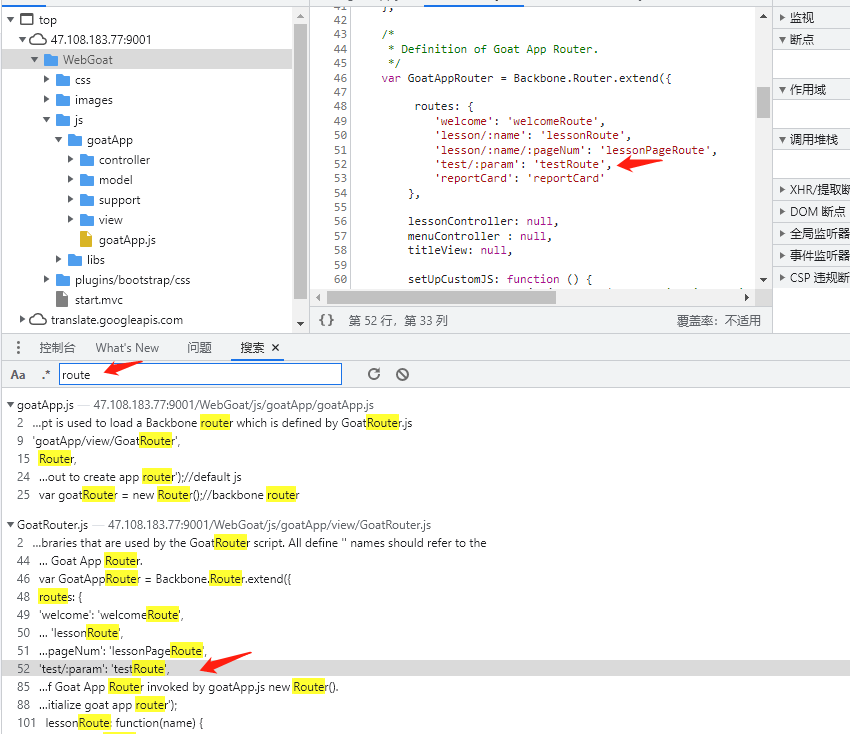 top
47.108.183.77:9001
WebGoat
css
images
js
goatApp
controller
model
support
view
goatApp.js
libs
plugins/bootstrap/css
start.mvc
translate.googleapis.com
41 },
42
43 /*
44 * Definition of Goat App Router.
45 */
46 var GoatAppRouter = Backbone.Router.extend({
47
48 routes: {
49 'welcome': 'welcomeRoute',
50 'lesson/:name': 'lessonRoute',
51 'lesson/:name/:pageNum': 'lessonPageRoute',
52 'test/:param': 'testRoute',
53 'reportCard': 'reportCard'
54 },
55
56 lessonController: null,
57 menuController : null,
58 titleView: null,
59
60 setUpCustomJS: function () {
{} 第 52 行，第 33 列 覆盖率：不适用
监视
断点
作用域
调用堆栈
XHR/提取断
DOM 断点
全局监听器
事件监听器
CSP 违规断
控制台 What's New 问题 搜索 ×
Aa .* route
goatApp.js — 47.108.183.77:9001/WebGoat/js/goatApp/goatApp.js
2 ...pt is used to load a Backbone router which is defined by GoatRouter.js
9 'goatApp/view/GoatRouter',
15 Router,
24 ...out to create app router');//default js
25 var goatRouter = new Router();//backbone router
GoatRouter.js — 47.108.183.77:9001/WebGoat/js/goatApp/view/GoatRouter.js
2 ...braries that are used by the GoatRouter script. All define '' names should refer to the
44 ... Goat App Router.
46 var GoatAppRouter = Backbone.Router.extend({
48 routes: {
49 'welcome': 'welcomeRoute',
50 ... 'lessonRoute',
51 ...pageNum': 'lessonPageRoute',
52 'test/:param': 'testRoute',
85 ...f Goat App Router invoked by goatApp.js new Router().
88 ...itialize goat app router');
101 lessonRoute: function(name) {